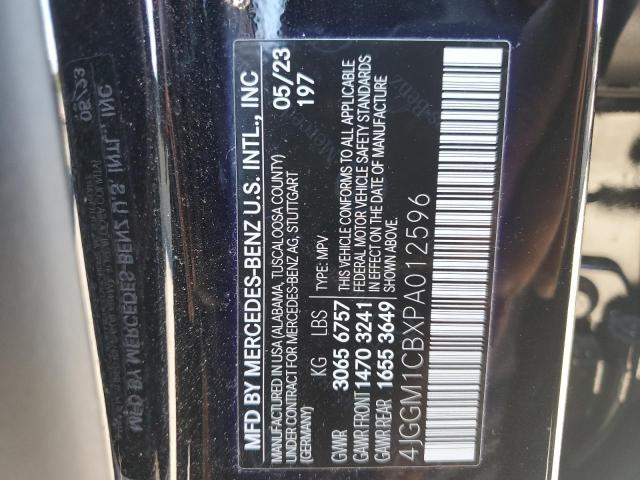 MFD BY MERCEDES-BENZ U.S. INTL., INC
MANUFACTURED IN USA (ALABAMA, TUSCALOOSA COUNTY)
UNDER CONTRACT FOR MERCEDES-BENZ AG, STUTTGART
(GERMANY)
05/23
197
KG LBS TYPE: MPV
GVWR 3065 6757
GAWR FRONT 1470 3241
GAWR REAR 1655 3649
THIS VEHICLE CONFORMS TO ALL APPLICABLE
FEDERAL MOTOR VEHICLE SAFETY STANDARDS
IN EFFECT ON THE DATE OF MANUFACTURE
SHOWN ABOVE.
4JGGM1CBXPA012596